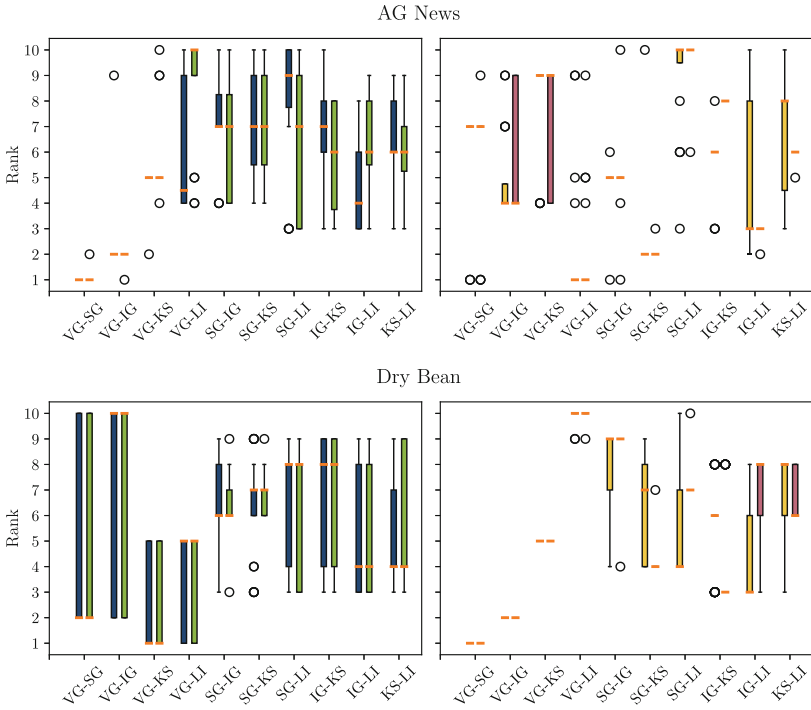 AG News
Rank
10
9
8
7
6
5
4
3
2
1
VG-SG
VG-IG
VG-KS
VG-LI
SG-IG
SG-KS
SG-LI
IG-KS
IG-LI
KS-LI
VG-SG
VG-IG
VG-KS
VG-LI
SG-IG
SG-KS
SG-LI
IG-KS
IG-LI
KS-LI
Dry Bean
Rank
10
9
8
7
6
5
4
3
2
1
VG-SG
VG-IG
VG-KS
VG-LI
SG-IG
SG-KS
SG-LI
IG-KS
IG-LI
KS-LI
VG-SG
VG-IG
VG-KS
VG-LI
SG-IG
SG-KS
SG-LI
IG-KS
IG-LI
KS-LI